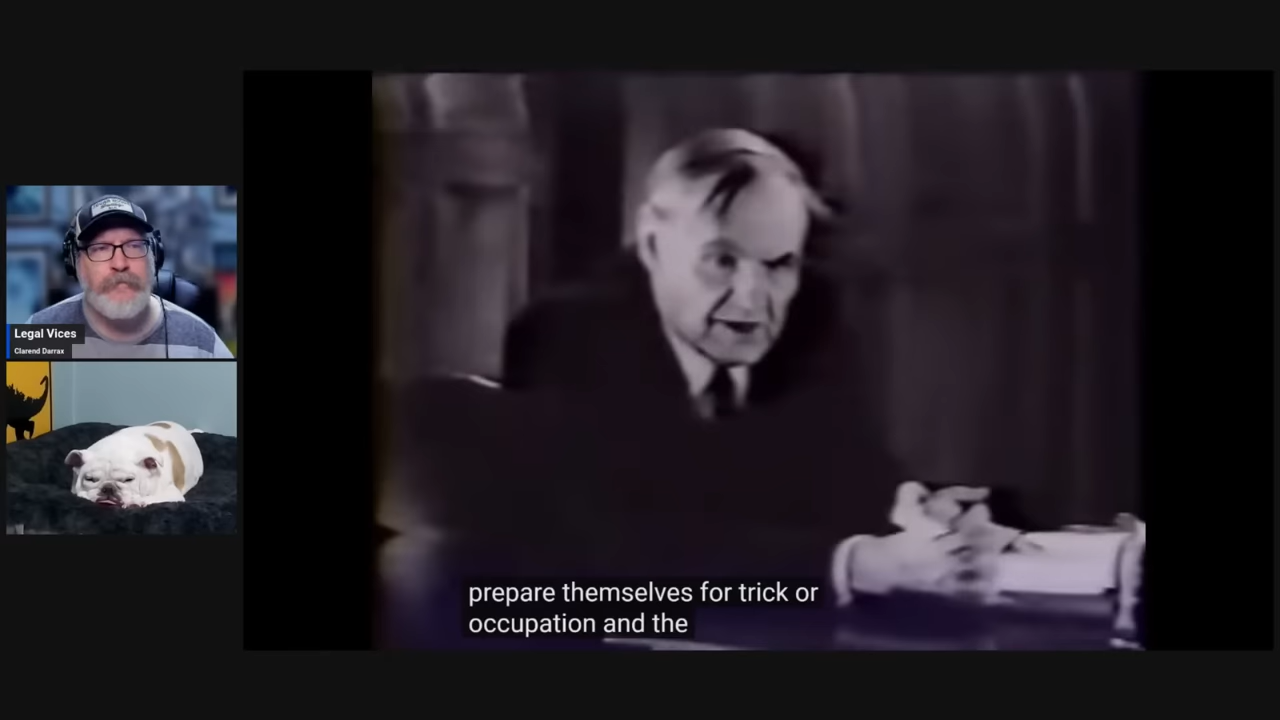 Legal Vices
Clarend Darrax
prepare themselves for trick or
occupation and the